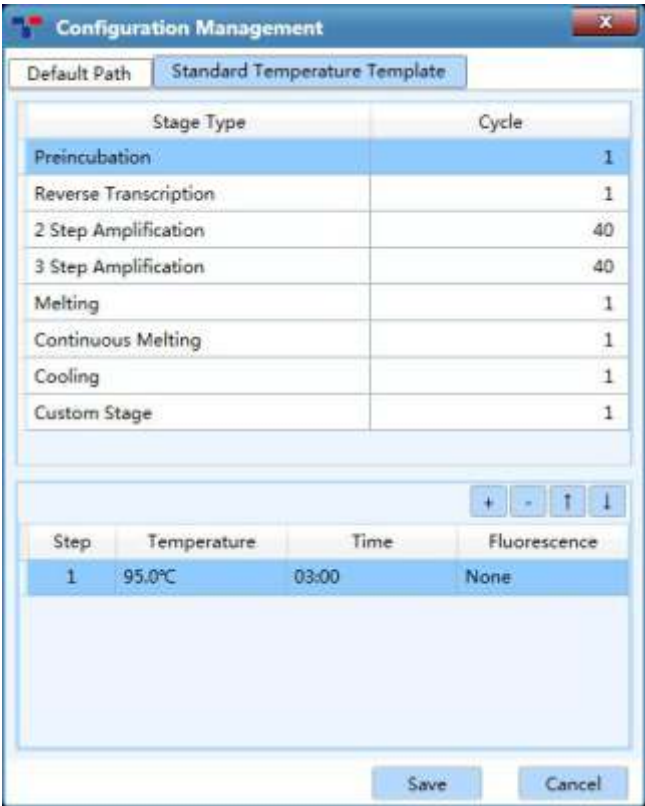 Configuration Management x
Default Path Standard Temperature Template
Stage Type Cycle
Preincubation 1
Reverse Transcription 1
2 Step Amplification 40
3 Step Amplification 40
Melting 1
Continuous Melting 1
Cooling 1
Custom Stage 1
+ - ↑ ↓
Step Temperature Time Fluorescence
1 95.0℃ 03:00 None
Save Cancel